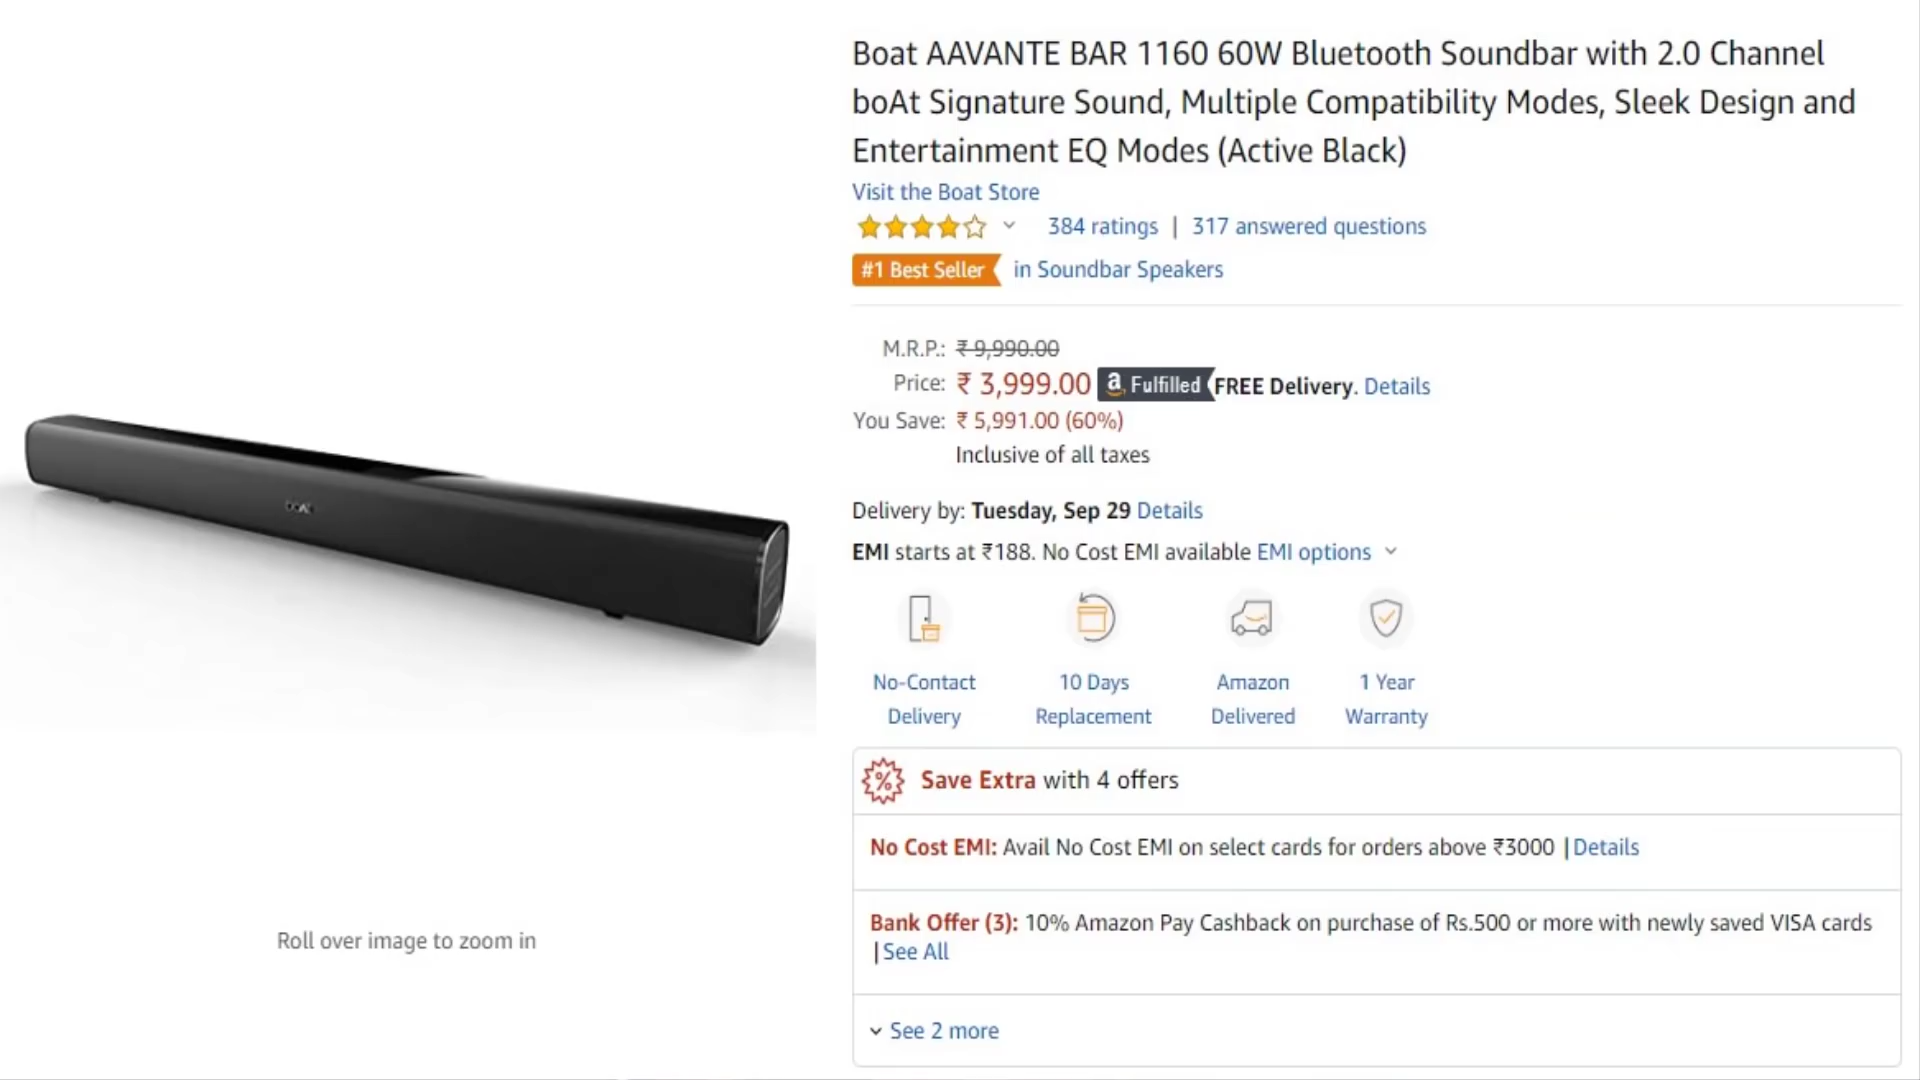 Boat AAVANTE BAR 1160 60W Bluetooth Soundbar with 2.0 Channel
boAt Signature Sound, Multiple Compatibility Modes, Sleek Design and
Entertainment EQ Modes (Active Black)
Visit the Boat Store
384 ratings | 317 answered questions
#1 Best Seller in Soundbar Speakers
M.R.P.: ₹ 9,990.00
Price: ₹ 3,999.00 a Fulfilled FREE Delivery. Details
You Save: ₹ 5,991.00 (60%)
Inclusive of all taxes
Delivery by: Tuesday, Sep 29 Details
EMI starts at ₹188. No Cost EMI available EMI options
No-Contact Delivery
10 Days Replacement
Amazon Delivered
1 Year Warranty
% Save Extra with 4 offers
No Cost EMI: Avail No Cost EMI on select cards for orders above ₹3000 | Details
Bank Offer (3): 10% Amazon Pay Cashback on purchase of Rs.500 or more with newly saved VISA cards
| See All
See 2 more
boAt
Roll over image to zoom in